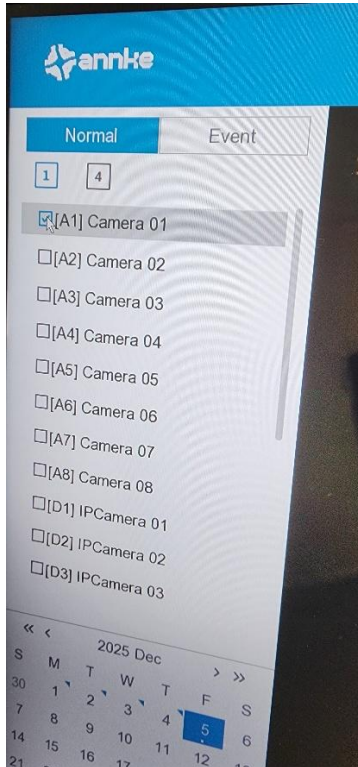 annke
Normal Event
1 4
[A1] Camera 01
[A2] Camera 02
[A3] Camera 03
[A4] Camera 04
[A5] Camera 05
[A6] Camera 06
[A7] Camera 07
[A8] Camera 08
[D1] IPCamera 01
[D2] IPCamera 02
[D3] IPCamera 03
<< < 2025 Dec > >>
S M T W T F S
30 1 2 3 4 5 6
7 8 9 10 11 12
14 15 16 17
21